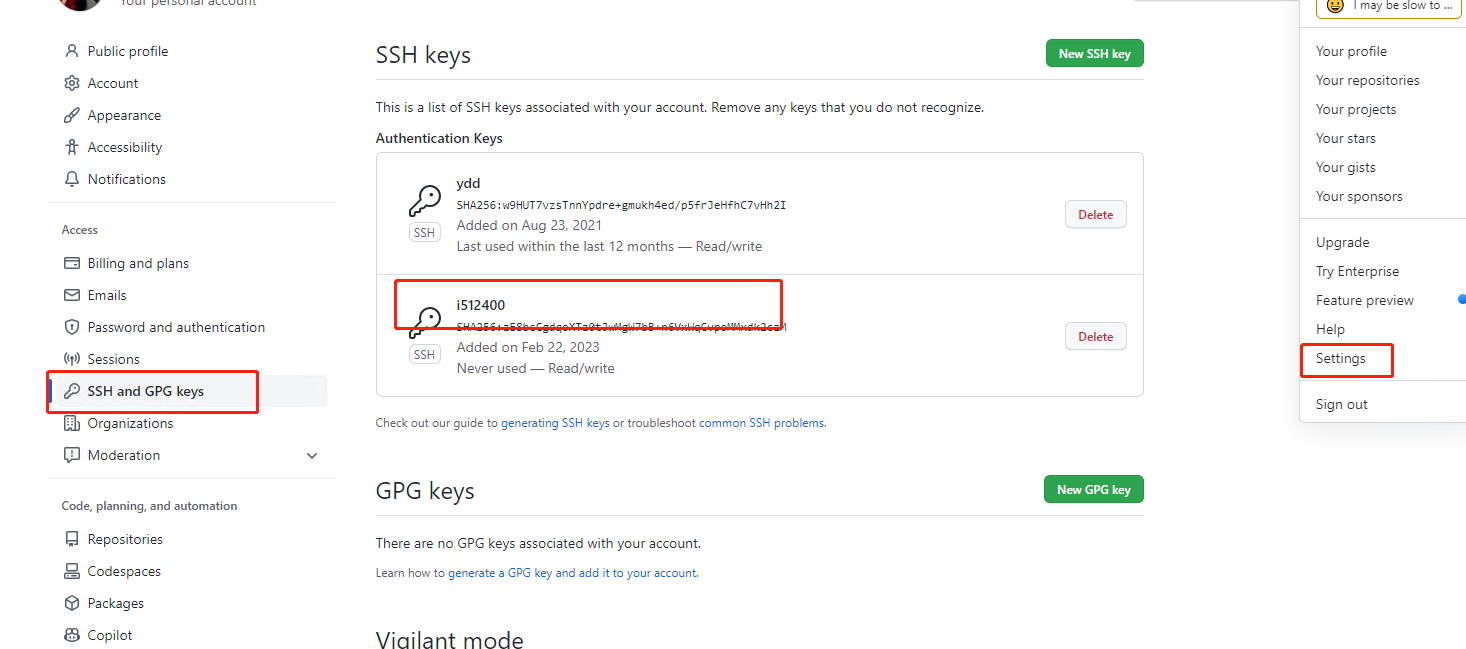 Your personal account
Public profile
Account
Appearance
Accessibility
Notifications
Access
Billing and plans
Emails
Password and authentication
Sessions
SSH and GPG keys
Organizations
Moderation
Code, planning, and automation
Repositories
Codespaces
Packages
Copilot
SSH keys
New SSH key
This is a list of SSH keys associated with your account. Remove any keys that you do not recognize.
Authentication Keys
ydd
SHA256:w9HUT7vzsTnnYpdre+gmukh4ed/p5frJeHfhC7vHh2I
SSH
Added on Aug 23, 2021
Last used within the last 12 months — Read/write
Delete
i512400
SSH
Added on Feb 22, 2023
Never used — Read/write
Delete
Check out our guide to generating SSH keys or troubleshoot common SSH problems.
GPG keys
New GPG key
There are no GPG keys associated with your account.
Learn how to generate a GPG key and add it to your account.
Vigilant mode
I may be slow to ...
Your profile
Your repositories
Your projects
Your stars
Your gists
Your sponsors
Upgrade
Try Enterprise
Feature preview
Help
Settings
Sign out